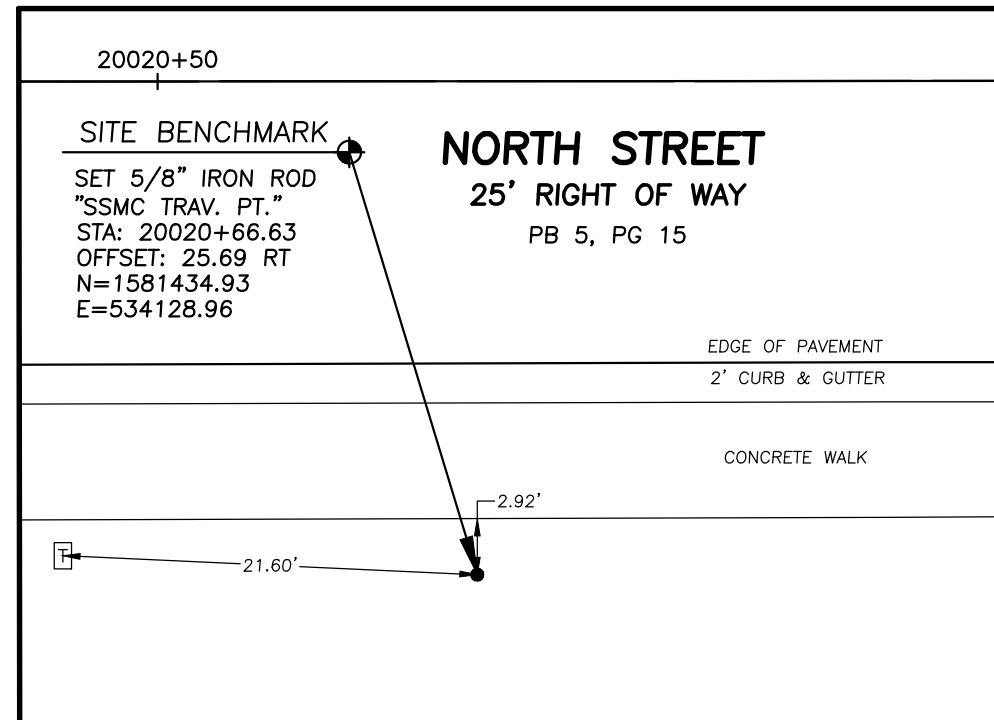 20020+50
SITE BENCHMARK
SET 5/8" IRON ROD
"SSMC TRAV. PT."
STA: 20020+66.63
OFFSET: 25.69 RT
N=1581434.93
E=534128.96
NORTH STREET
25' RIGHT OF WAY
PB 5, PG 15
EDGE OF PAVEMENT
2' CURB & GUTTER
CONCRETE WALK
2.92'
T
21.60'